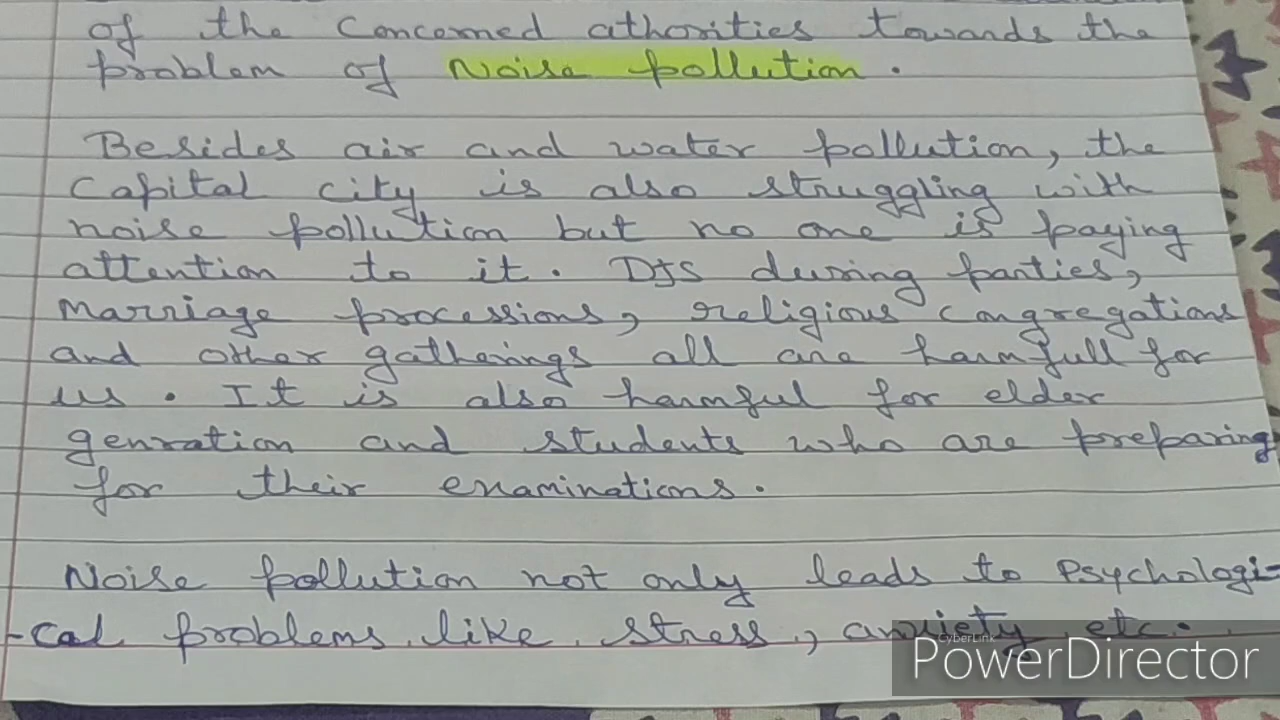 of the concerned athorities towards the
problem of Noise pollution.
Besides air and water pollution, the
capital city is also struggling with
noise pollution but no one is paying
attention to it. DJS during parties,
Marriage processions, religious congregations
and other gatherings all are harmfull for
us. It is also harmful for elder
genration and students who are preparing
for their examinations.
Noise pollution not only leads to Psychologi-
-cal problems like stress, anxiety, etc.
CyberLink
PowerDirector